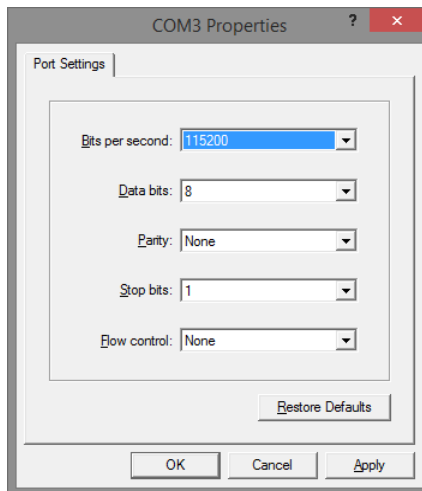 COM3 Properties ? ×
Port Settings
Bits per second: 115200
Data bits: 8
Parity: None
Stop bits: 1
Flow control: None
Restore Defaults
OK Cancel Apply